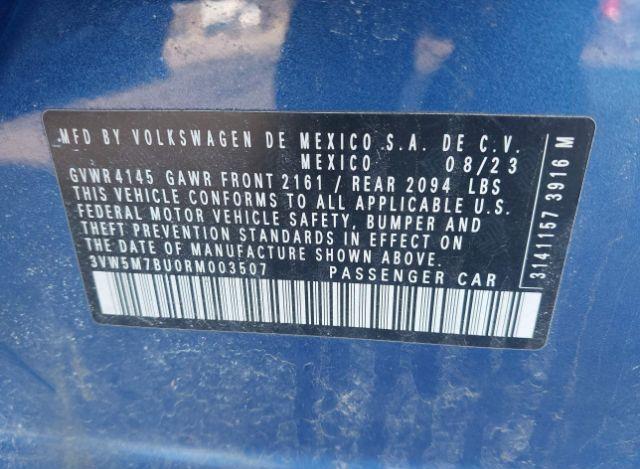 MFD BY VOLKSWAGEN DE MEXICO S.A. DE C.V.
MEXICO 08/23
GVWR 4145 GAWR FRONT 2161 / REAR 2094 LBS
THIS VEHICLE CONFORMS TO ALL APPLICABLE U.S.
FEDERAL MOTOR VEHICLE SAFETY, BUMPER AND
THEFT PREVENTION STANDARDS IN EFFECT ON
THE DATE OF MANUFACTURE SHOWN ABOVE.
3VW5M7BU0RM003507 PASSENGER CAR
3141157 3916 M